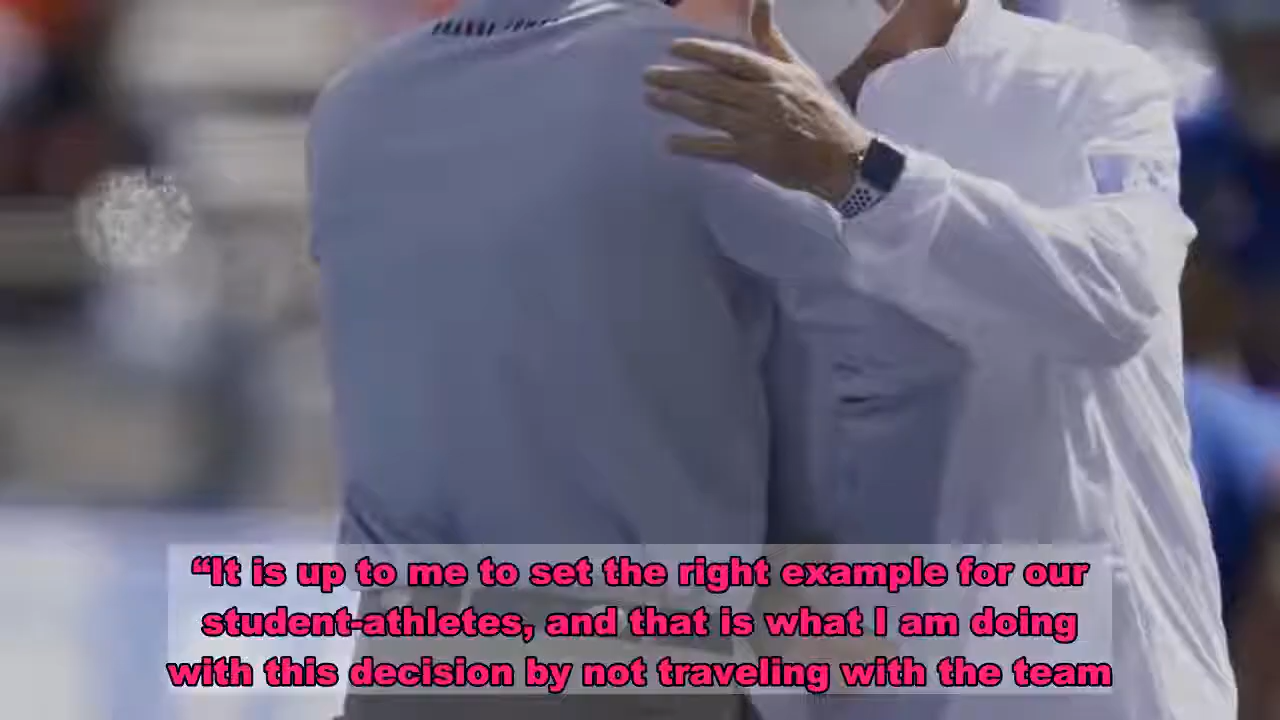 “It is up to me to set the right example for our
student-athletes, and that is what I am doing
with this decision by not traveling with the team